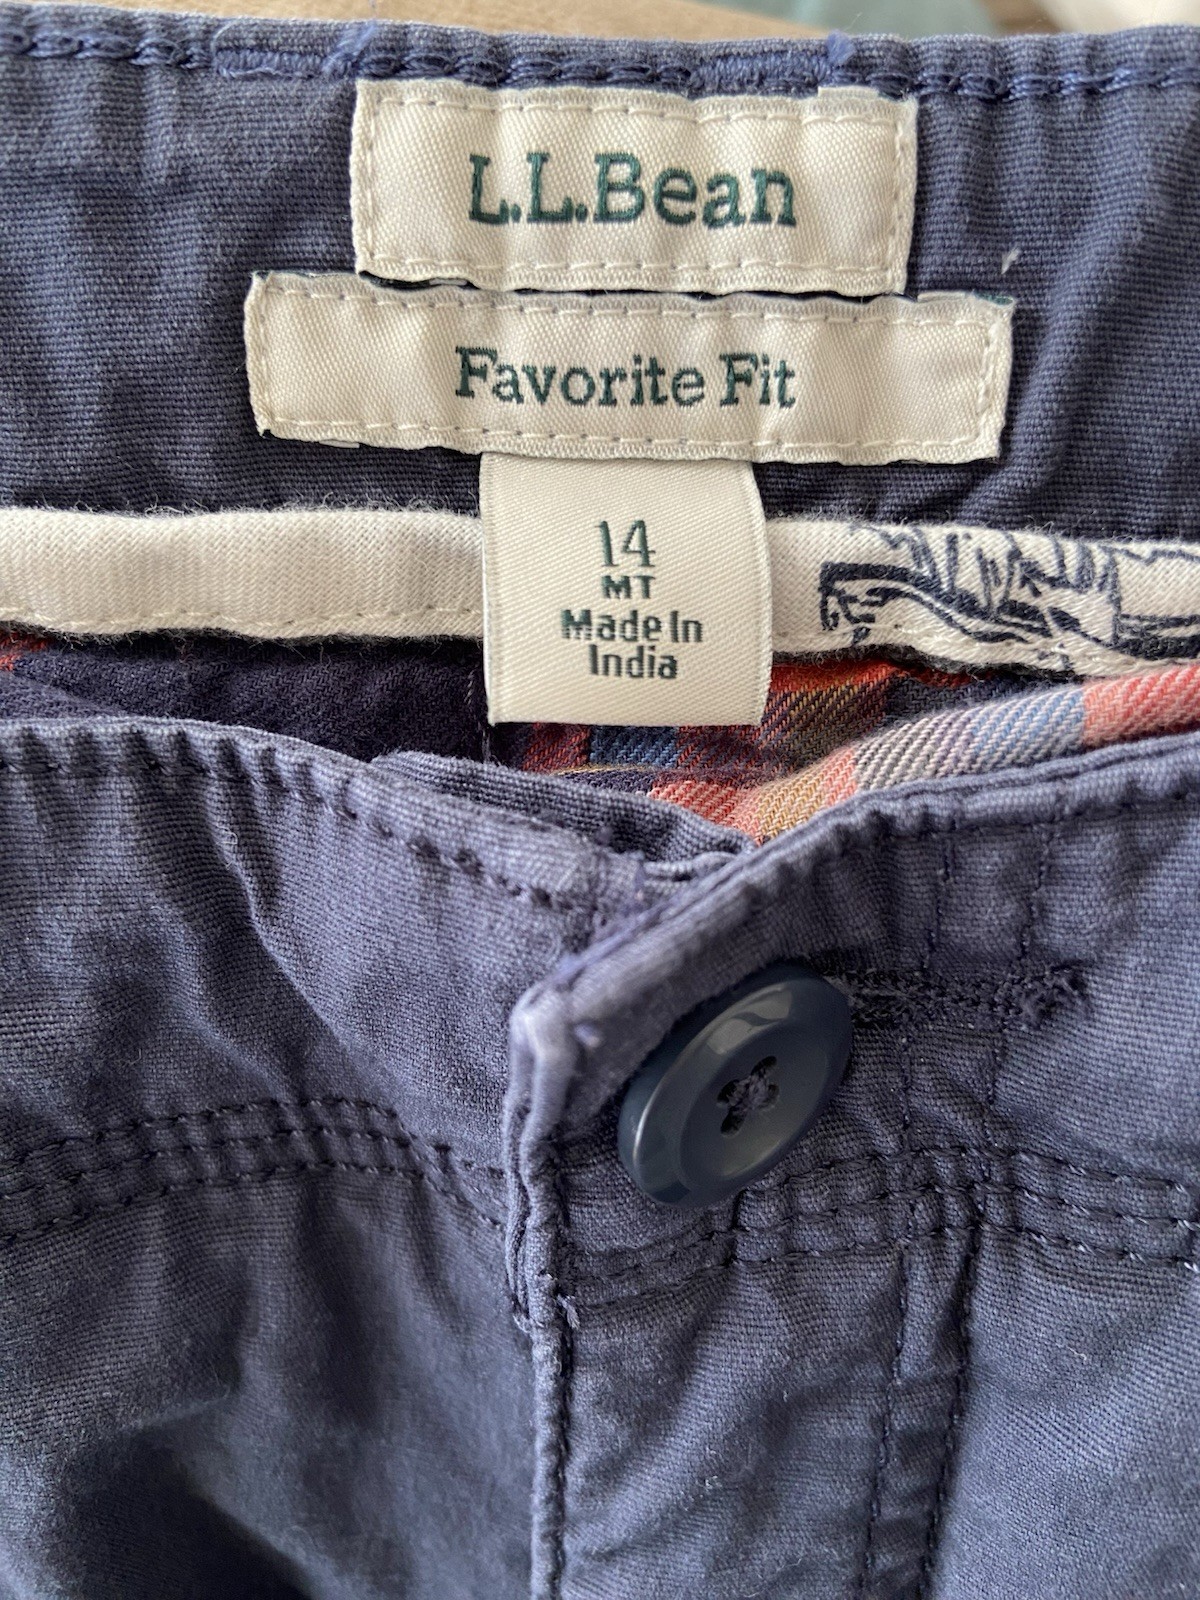 L.L.Bean
Favorite Fit
14
MT
Made In
India